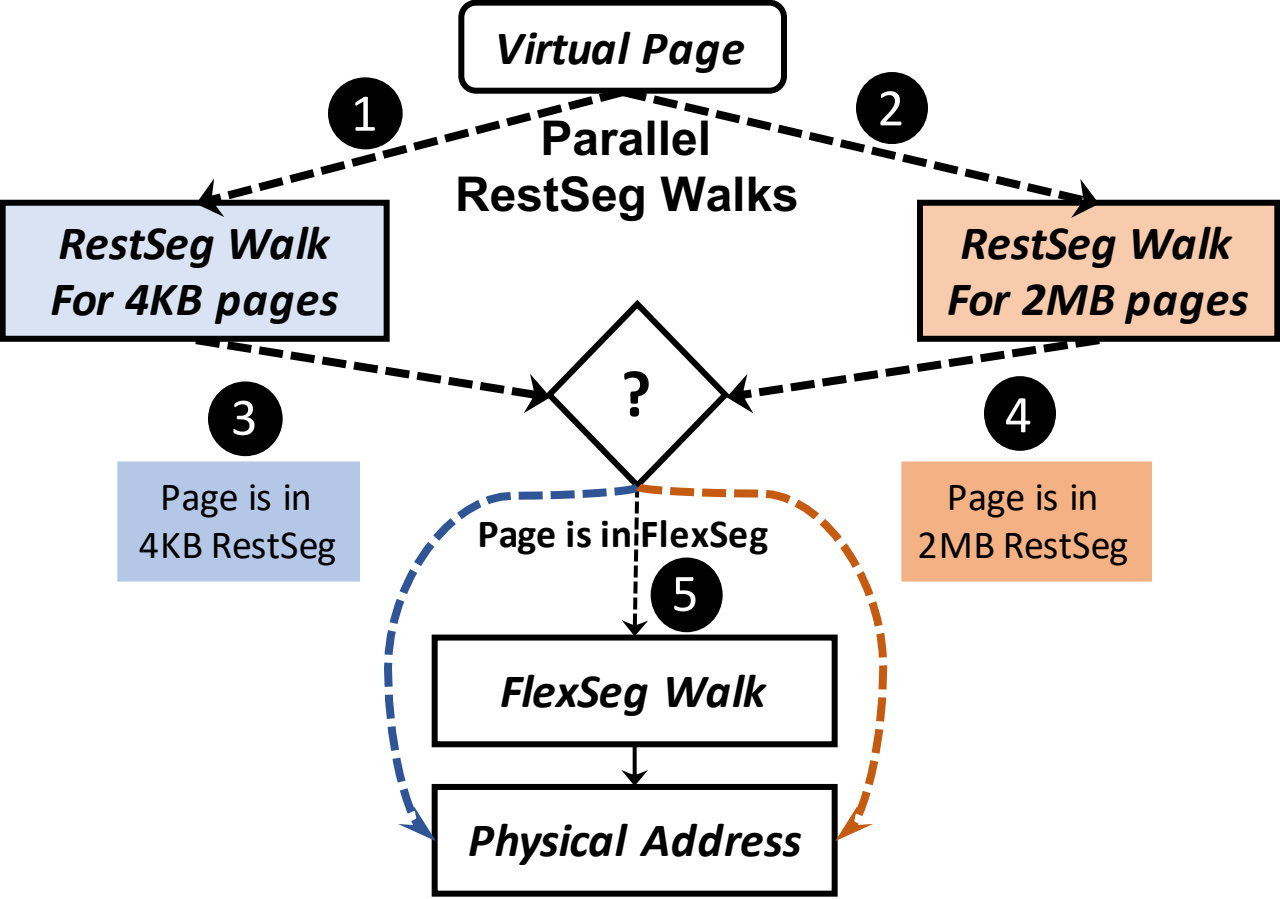 Virtual Page
1
2
Parallel
RestSeg Walks
RestSeg Walk
For 4KB pages
RestSeg Walk
For 2MB pages
?
3
4
Page is in
4KB RestSeg
Page is in
2MB RestSeg
Page is in FlexSeg
5
FlexSeg Walk
Physical Address